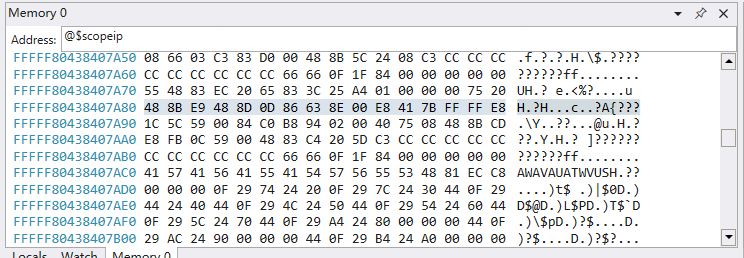 Memory 0
Address: @$scopeip
FFFFF80438407A50 08 66 03 C3 83 D0 00 48 8B 5C 24 08 C3 CC CC CC .f.?.?.H.\$.????
FFFFF80438407A60 CC CC CC CC CC CC 66 66 0F 1F 84 00 00 00 00 00 ??????ff........
FFFFF80438407A70 55 48 83 EC 20 65 83 3C 25 A4 01 00 00 00 75 20 UH.? e.<%?....u
FFFFF80438407A80 48 8B E9 48 8D 0D 86 63 8E 00 E8 41 7B FF FF E8 H.?H...c..?A{???
FFFFF80438407A90 1C 5C 59 00 84 C0 B8 94 02 00 40 75 08 48 8B CD .\Y..??...@u.H.?
FFFFF80438407AA0 E8 FB 0C 59 00 48 83 C4 20 5D C3 CC CC CC CC CC ??.Y.H.? ]??????
FFFFF80438407AB0 CC CC CC CC CC CC 66 66 0F 1F 84 00 00 00 00 00 ??????ff........
FFFFF80438407AC0 41 57 41 56 41 55 41 54 57 56 55 53 48 81 EC C8 AWAVAUATWVUSH.??
FFFFF80438407AD0 00 00 00 0F 29 74 24 20 0F 29 7C 24 30 44 0F 29 ....)t$ .)|$0D.)
FFFFF80438407AE0 44 24 40 44 0F 29 4C 24 50 44 0F 29 54 24 60 44 D$@D.)L$PD.)T$`D
FFFFF80438407AF0 0F 29 5C 24 70 44 0F 29 A4 24 80 00 00 00 44 0F .)\$pD.)?$....D.
FFFFF80438407B00 29 AC 24 90 00 00 00 44 0F 29 B4 24 A0 00 00 00 )?$....D.)?$?...
Locals Watch Memory 0